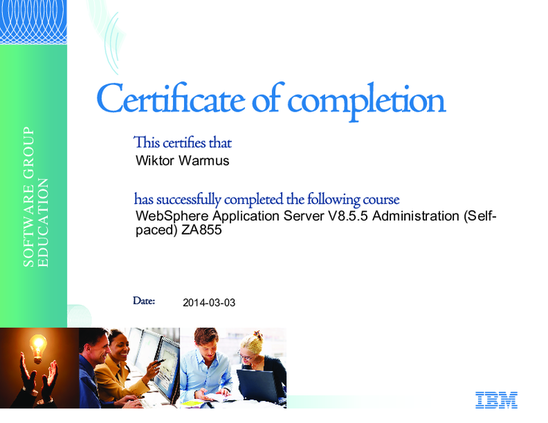 SOFTWARE GROUP
EDUCATION
Certificate of completion
This certifies that
Wiktor Warmus
has successfully completed the following course
WebSphere Application Server V8.5.5 Administration (Self-
paced) ZA855
Date: 2014-03-03
IBM